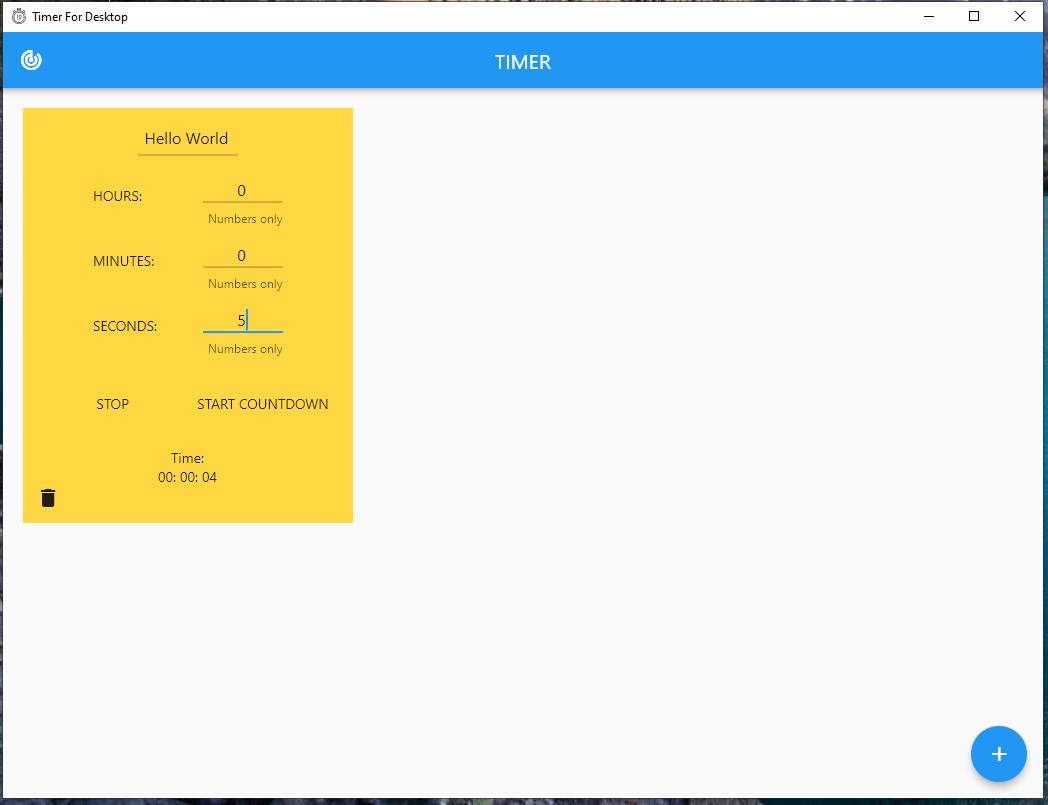 Timer For Desktop
TIMER
Hello World
HOURS: 0
Numbers only
MINUTES: 0
Numbers only
SECONDS: 5
Numbers only
STOP START COUNTDOWN
Time:
00: 00: 04